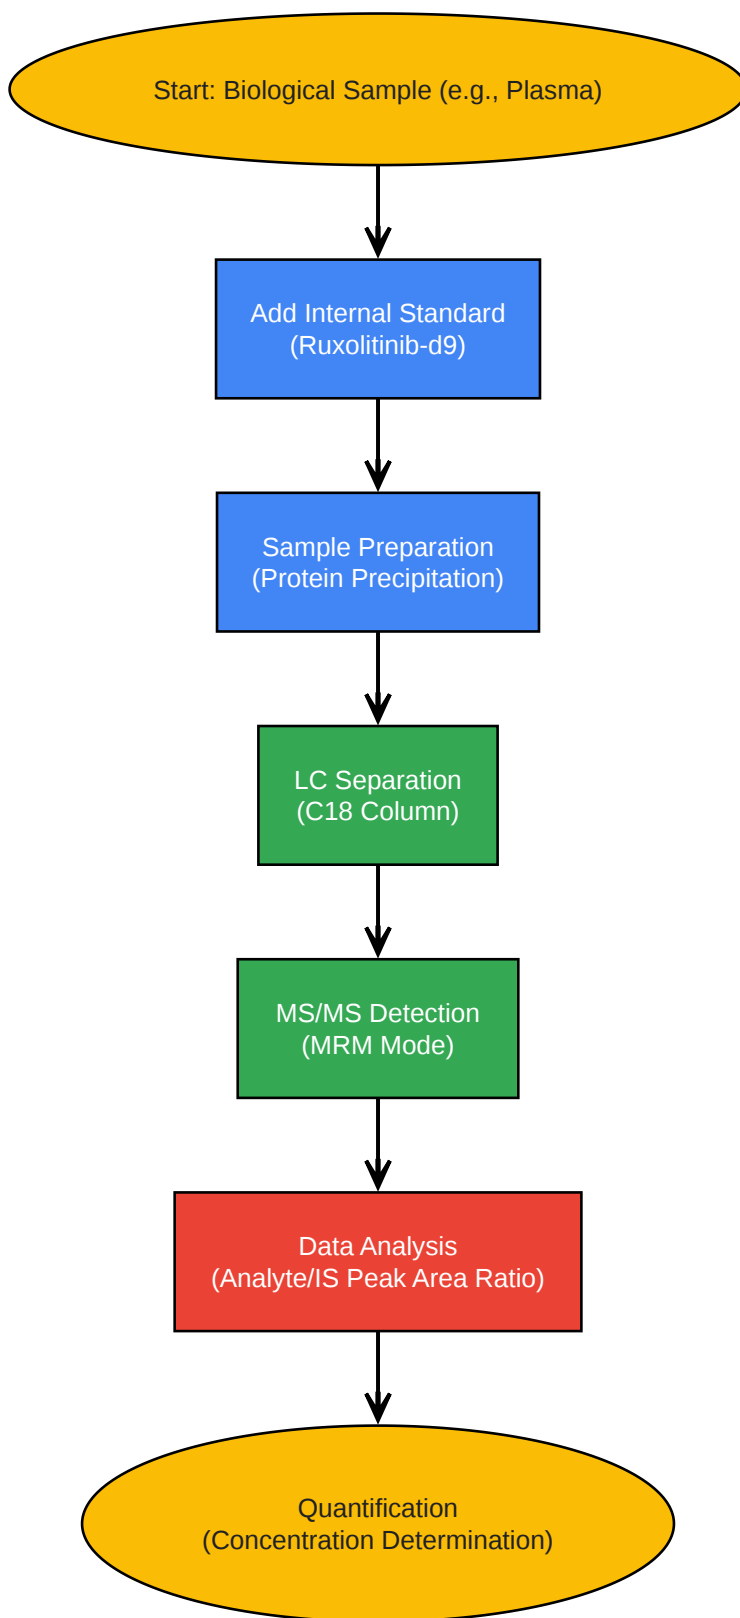 Start: Biological Sample (e.g., Plasma)
Add Internal Standard
(Ruxolitinib-d9)
Sample Preparation
(Protein Precipitation)
LC Separation
(C18 Column)
MS/MS Detection
(MRM Mode)
Data Analysis
(Analyte/IS Peak Area Ratio)
Quantification
(Concentration Determination)